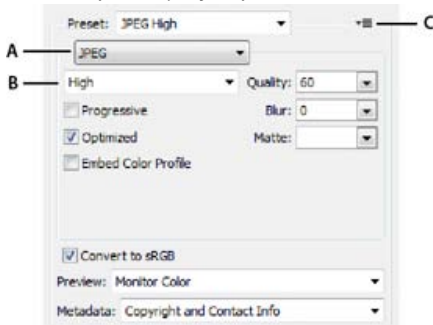 Preset: JPEG High
C
A
JPEG
B
High Quality: 60
Progressive Blur: 0
Optimized Matte:
Embed Color Profile
Convert to sRGB
Preview: Monitor Color
Metadata: Copyright and Contact Info